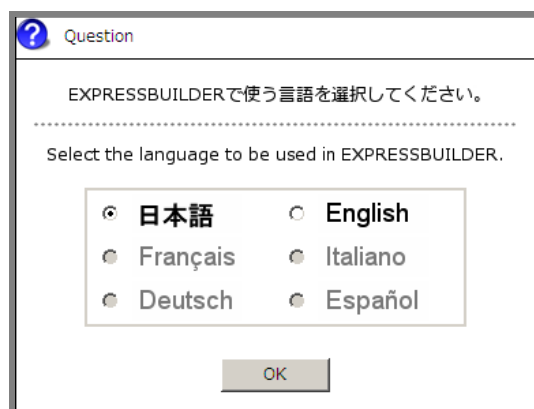 Question
EXPRESSBUILDERで使う言語を選択してください。
Select the language to be used in EXPRESSBUILDER.
日本語 English
Français Italiano
Deutsch Español
OK